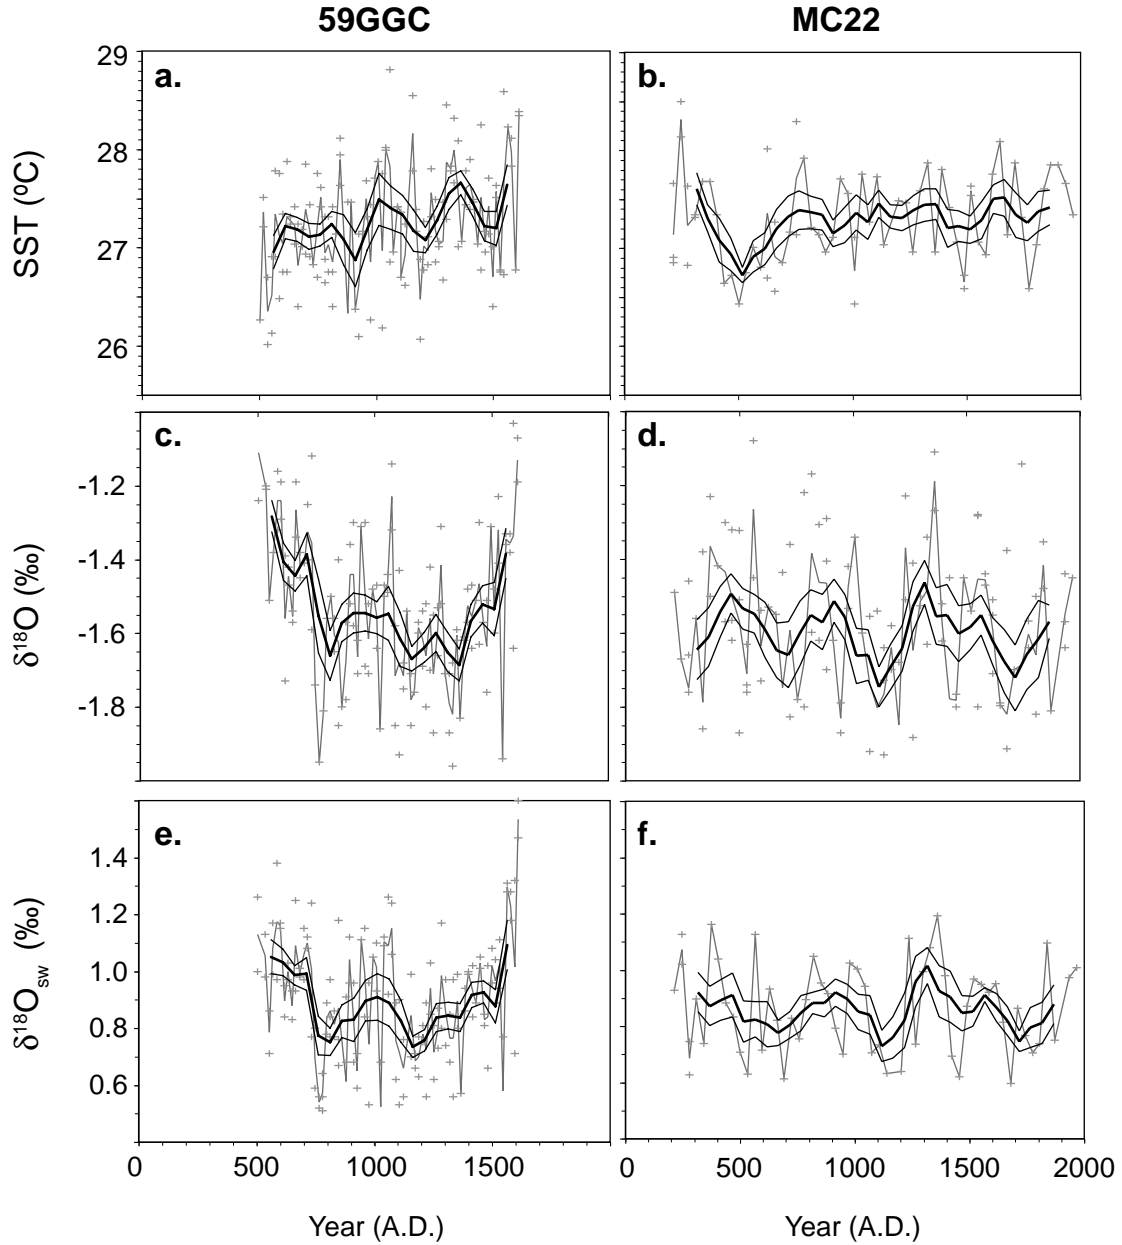 59GGC MC22
a. b.
29
28
27
26
SST (ºC)
c. d.
-1.2
-1.4
-1.6
-1.8
δ¹⁸O (‰)
e. f.
1.4
1.2
1.0
0.8
0.6
δ¹⁸O_sw (‰)
0 500 1000 1500 0 500 1000 1500 2000
Year (A.D.) Year (A.D.)